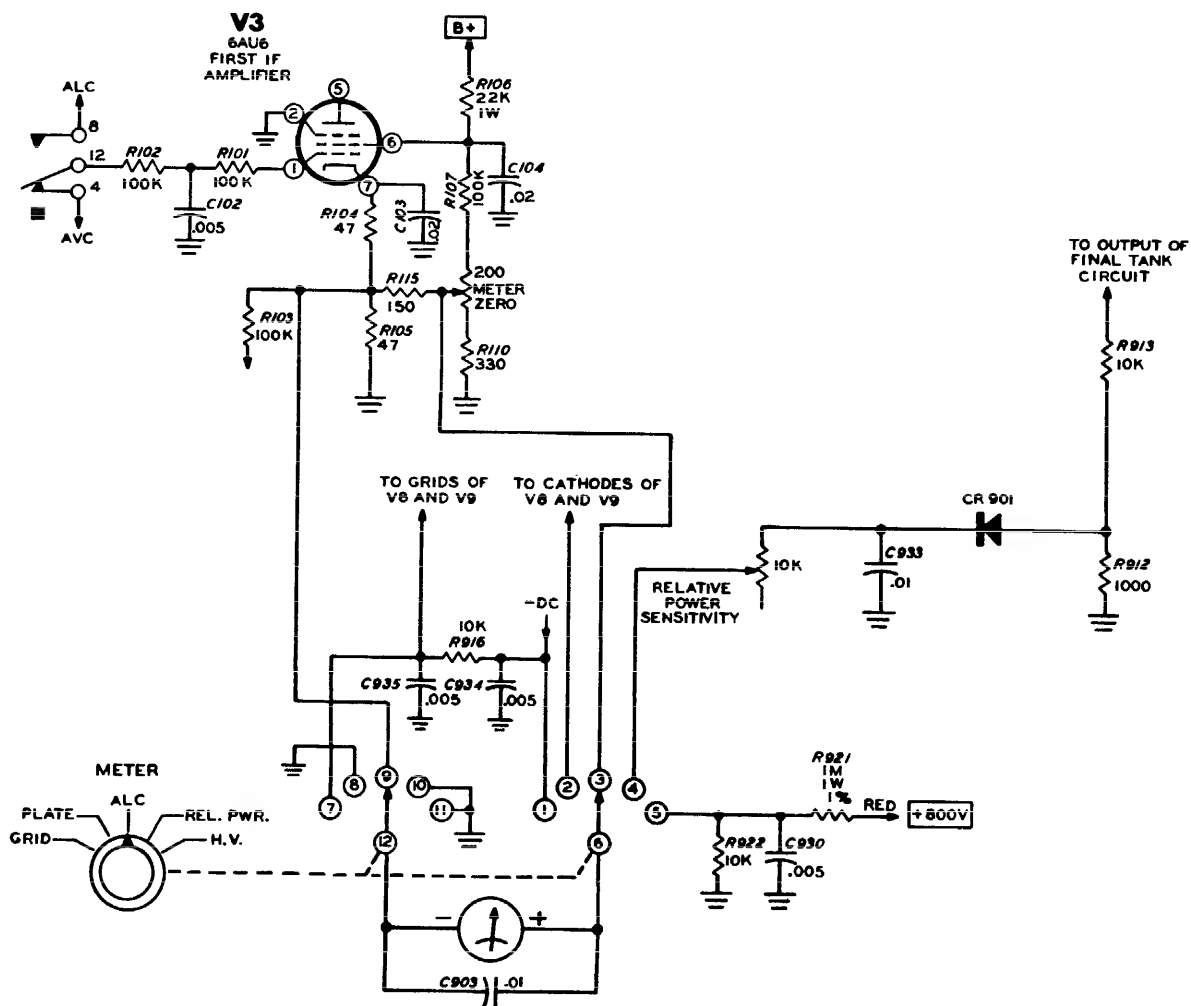 V3
6AU6
FIRST IF
AMPLIFIER
B+
R106
22K
1W
ALC
8
12
4
AVC
R102
100K
R101
100K
C102
.005
5
2
1
6
7
R104
47
C103
.02
R107
100K
C104
.02
R115
150
200
METER
ZERO
R103
100K
R105
47
R110
330
TO OUTPUT OF
FINAL TANK
CIRCUIT
R913
10K
TO GRIDS OF
V8 AND V9
TO CATHODES OF
V8 AND V9
CR 901
10K
C933
.01
R912
1000
RELATIVE
POWER
SENSITIVITY
-DC
10K
R916
C935
.005
C934
.005
METER
GRID
PLATE
ALC
REL. PWR.
H.V.
7
8
9
10
11
12
1
2
3
4
5
6
R921
1M
1W
1%
RED
+800V
R922
10K
C930
.005
-
+
C903
.01